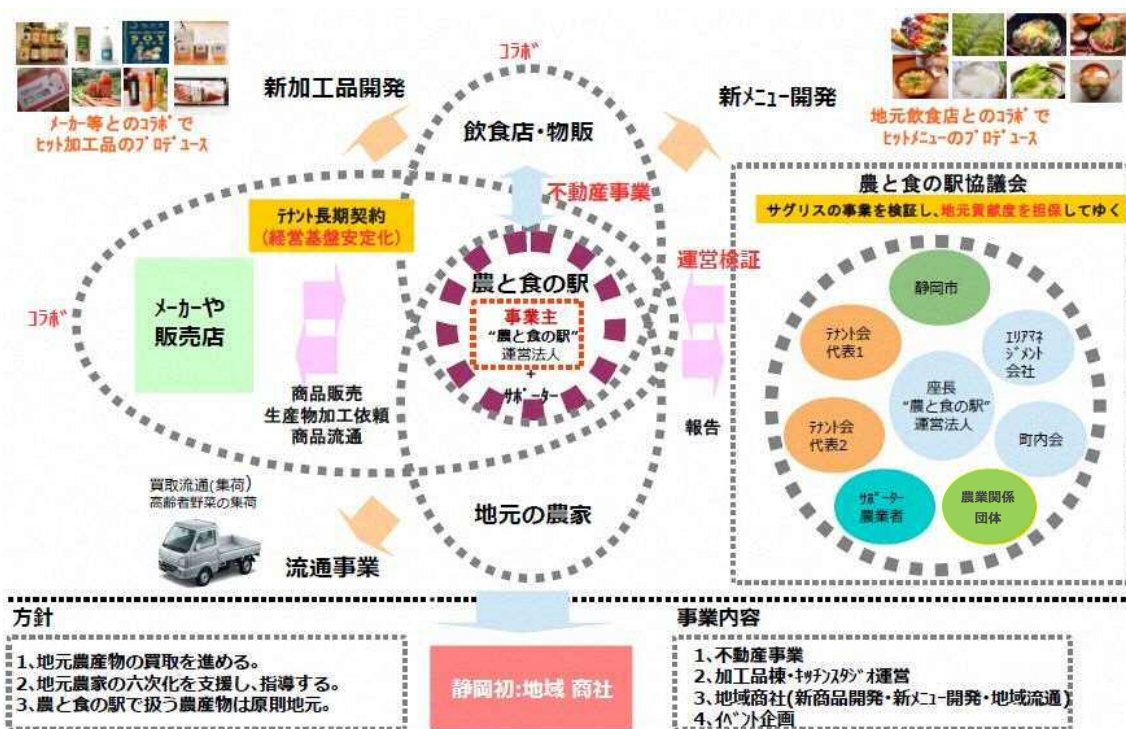 コラボ
新加工品開発
新メニュー開発
メーカー等とのコラボで
ヒット加工品のプロデュース
飲食店・物販
地元飲食店とのコラボで
ヒットメニューのプロデュース
農と食の駅協議会
サグリスの事業を検証し、地元貢献度を担保してゆく
不動産事業
テナント長期契約
(経営基盤安定化)
運営検証
農と食の駅
事業主
“農と食の駅”
運営法人
+
サポーター
コラボ
メーカーや
販売店
商品販売
生産物加工依頼
商品流通
報告
静岡市
テナント会
代表1
エリアマネ
ジメント
会社
座長
“農と食の駅”
運営法人
テナント会
代表2
町内会
サポーター
農業者
農業関係
団体
買取流通(集荷)
高齢者野菜の集荷
地元の農家
流通事業
方針
1、地元農産物の買取を進める。
2、地元農家の六次化を支援し、指導する。
3、農と食の駅で扱う農産物は原則地元。
静岡初:地域 商社
事業内容
1、不動産事業
2、加工品棟・キッチンスタジオ運営
3、地域商社(新商品開発・新メニュー開発・地域流通)
4、イベント企画